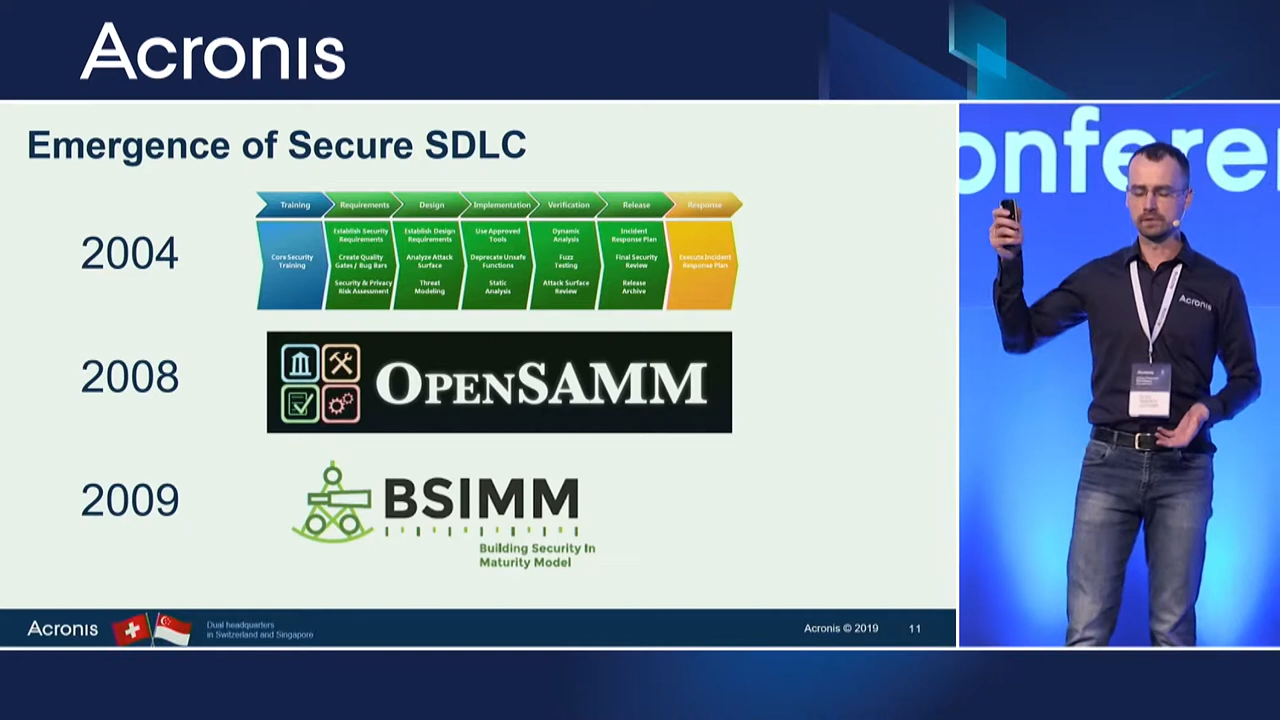 Acronis
Emergence of Secure SDLC
2004
Training
Requirements
Design
Implementation
Verification
Release
Response
Core Security
Training
Establish Security
Requirements
Create Quality
Gates / Bug Bars
Security & Privacy
Risk Assessment
Establish Design
Requirements
Analyze Attack
Surface
Threat
Modeling
Use Approved
Tools
Deprecate Unsafe
Functions
Static
Analysis
Dynamic
Analysis
Fuzz
Testing
Attack Surface
Review
Incident
Response Plan
Final Security
Review
Release
Archive
Execute Incident
Response Plan
2008
OPENSAMM
2009
BSIMM
Building Security In
Maturity Model
Acronis
Dual headquarters
in Switzerland and Singapore
Acronis © 2019
11
onferen
Acronis
Acronis